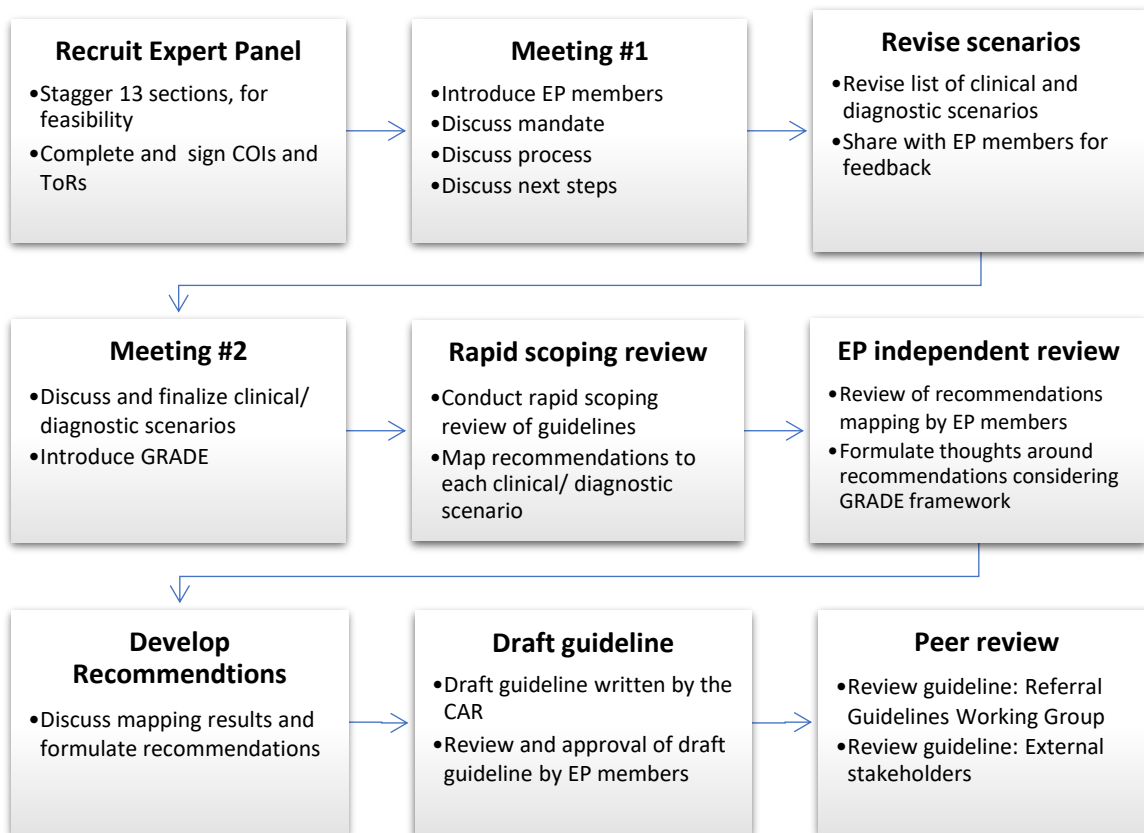 Recruit Expert Panel
•Stagger 13 sections, for
feasibility
•Complete and sign COIs and
ToRs
Meeting #1
•Introduce EP members
•Discuss mandate
•Discuss process
•Discuss next steps
Revise scenarios
•Revise list of clinical and
diagnostic scenarios
•Share with EP members for
feedback
Meeting #2
•Discuss and finalize clinical/
diagnostic scenarios
•Introduce GRADE
Rapid scoping review
•Conduct rapid scoping
review of guidelines
•Map recommendations to
each clinical/ diagnostic
scenario
EP independent review
•Review of recommendations
mapping by EP members
•Formulate thoughts around
recommendations considering
GRADE framework
Develop
Recommendtions
•Discuss mapping results and
formulate recommendations
Draft guideline
•Draft guideline written by the
CAR
•Review and approval of draft
guideline by EP members
Peer review
•Review guideline: Referral
Guidelines Working Group
•Review guideline: External
stakeholders